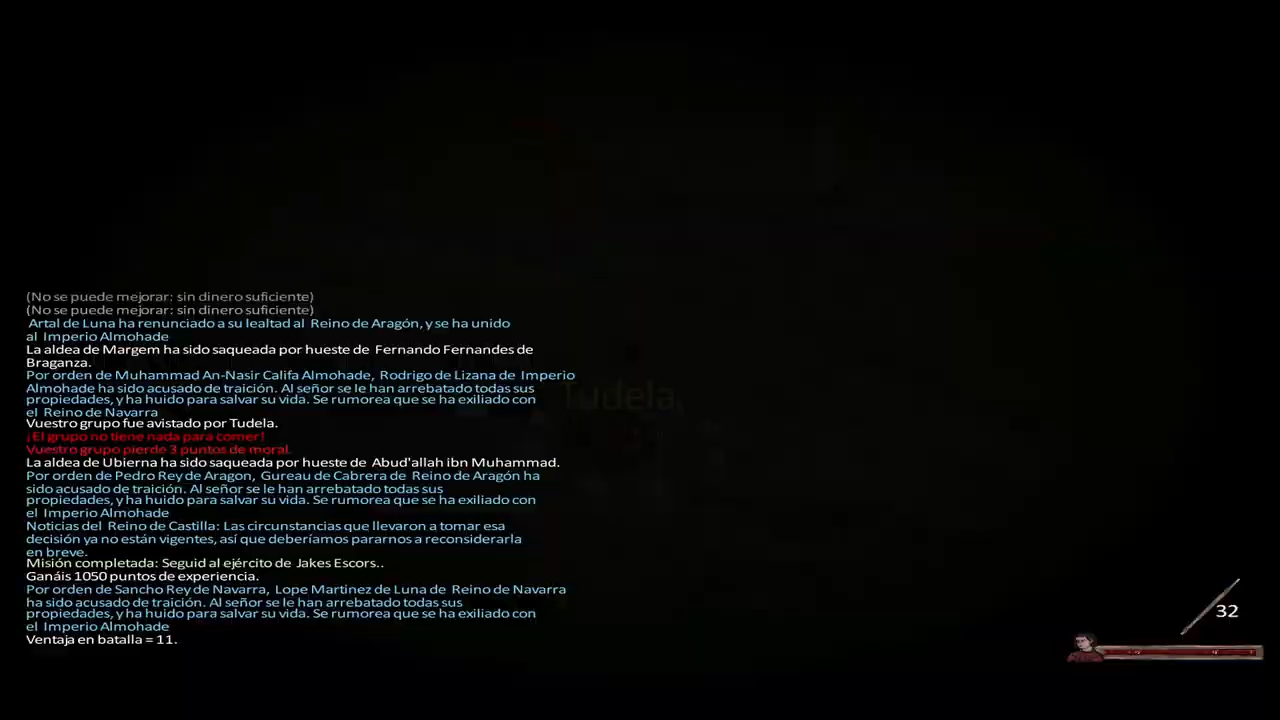 (No se puede mejorar: sin dinero suficiente)
(No se puede mejorar: sin dinero suficiente)
Artal de Luna ha renunciado a su lealtad al Reino de Aragón, y se ha unido
al Imperio Almohade
La aldea de Margem ha sido saqueada por hueste de Fernando Fernandes de
Braganza.
Por orden de Muhammad An-Nasir Califa Almohade, Rodrigo de Lizana de Imperio
Almohade ha sido acusado de traición. Al señor se le han arrebatado todas sus
propiedades, y ha huido para salvar su vida. Se rumorea que se ha exiliado con
el Reino de Navarra
Vuestro grupo fue avistado por Tudela.
¡El grupo no tiene nada para comer!
Vuestro grupo pierde 3 puntos de moral.
La aldea de Ubierna ha sido saqueada por hueste de Abud'allah ibn Muhammad.
Por orden de Pedro Rey de Aragon, Gureau de Cabrera de Reino de Aragón ha
sido acusado de traición. Al señor se le han arrebatado todas sus
propiedades, y ha huido para salvar su vida. Se rumorea que se ha exiliado con
el Imperio Almohade
Noticias del Reino de Castilla: Las circunstancias que llevaron a tomar esa
decisión ya no están vigentes, así que deberíamos pararnos a reconsiderarla
en breve.
Misión completada: Seguid al ejército de Jakes Escors..
Ganáis 1050 puntos de experiencia.
Por orden de Sancho Rey de Navarra, Lope Martinez de Luna de Reino de Navarra
ha sido acusado de traición. Al señor se le han arrebatado todas sus
propiedades, y ha huido para salvar su vida. Se rumorea que se ha exiliado con
el Imperio Almohade
Ventaja en batalla = 11.
Tudela
32